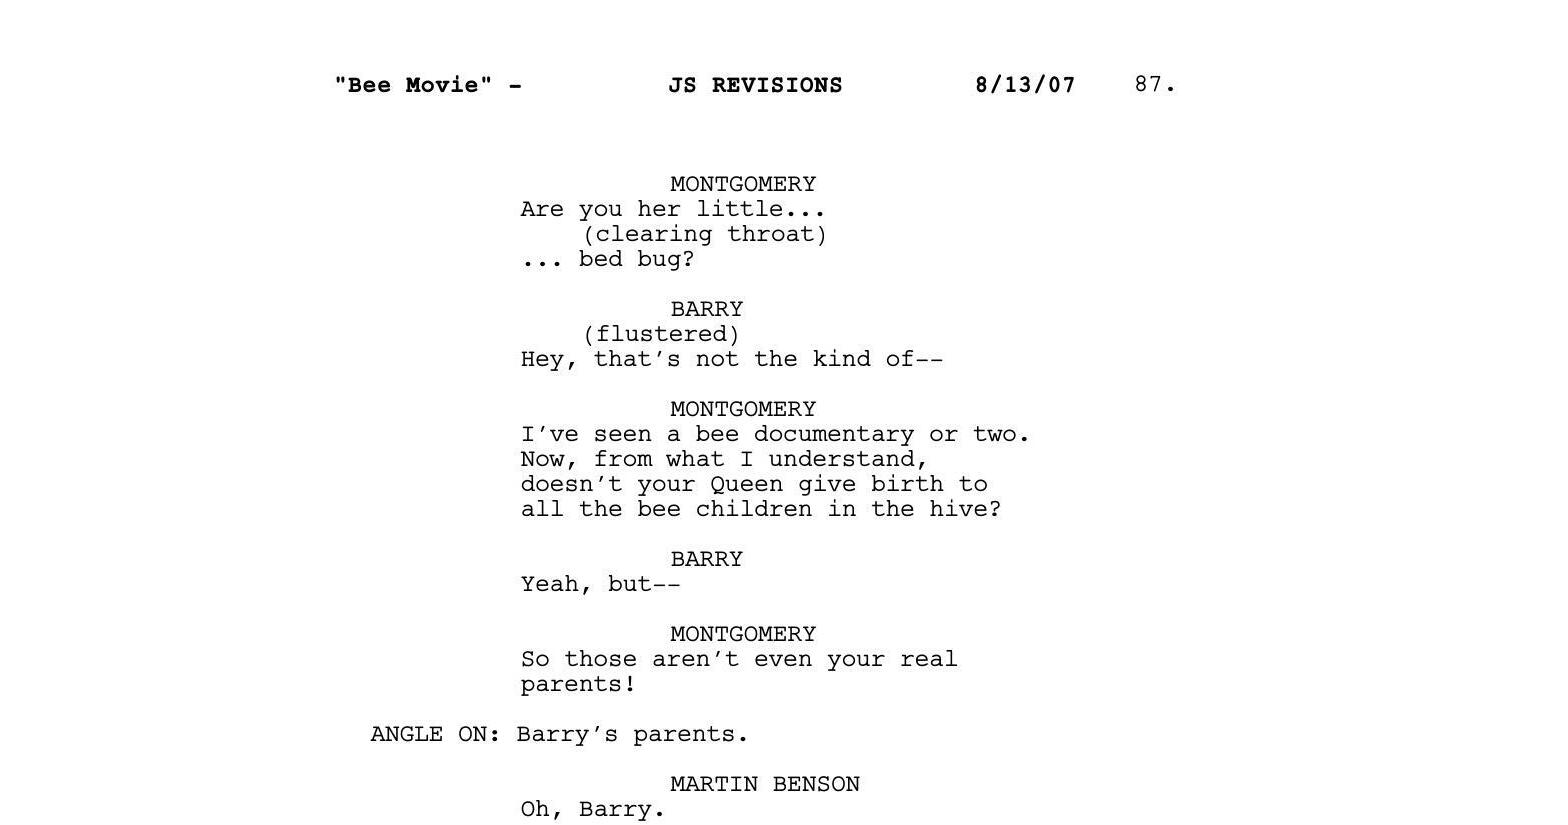 "Bee Movie" - JS REVISIONS 8/13/07 87.
MONTGOMERY
Are you her little...
(clearing throat)
... bed bug?
BARRY
(flustered)
Hey, that's not the kind of--
MONTGOMERY
I've seen a bee documentary or two.
Now, from what I understand,
doesn't your Queen give birth to
all the bee children in the hive?
BARRY
Yeah, but--
MONTGOMERY
So those aren't even your real
parents!
ANGLE ON: Barry's parents.
MARTIN BENSON
Oh, Barry.